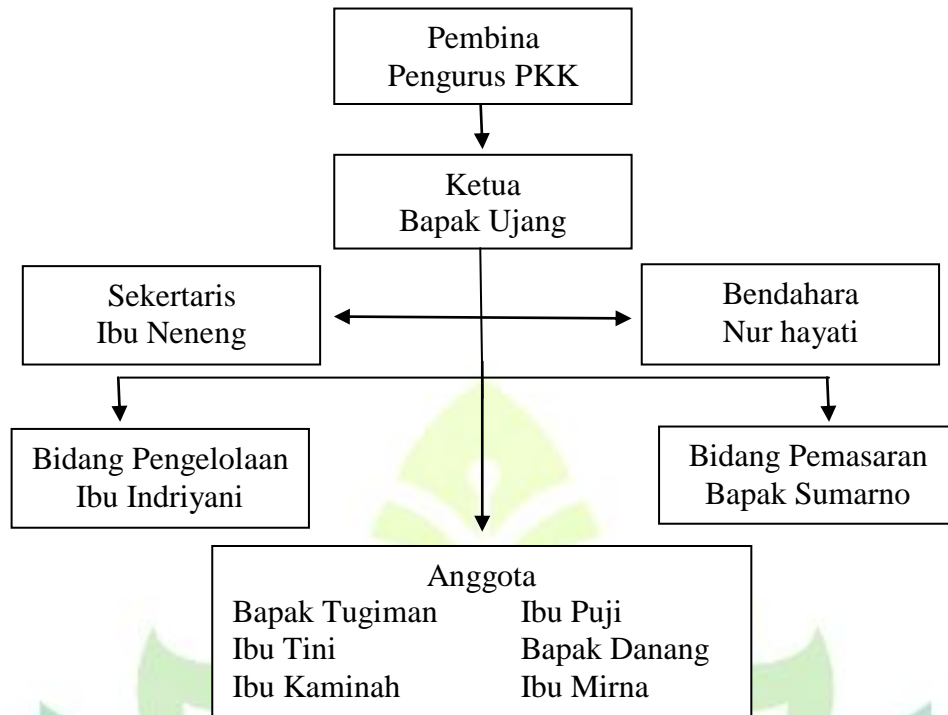 Pembina
Pengurus PKK
Ketua
Bapak Ujang
Sekertaris
Ibu Neneng
Bendahara
Nur hayati
Bidang Pengelolaan
Ibu Indriyani
Bidang Pemasaran
Bapak Sumarno
Anggota
Bapak Tugiman Ibu Puji
Ibu Tini Bapak Danang
Ibu Kaminah Ibu Mirna